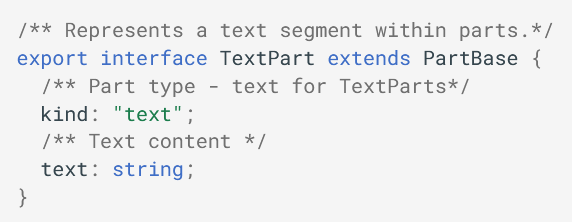 /** Represents a text segment within parts.*/
export interface TextPart extends PartBase {
  /** Part type - text for TextParts*/
  kind: "text";
  /** Text content */
  text: string;
}